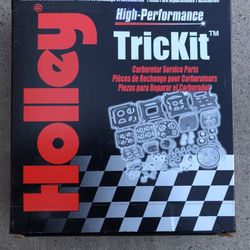 High-Performance
TricKit™
Carburetor Service Parts
Pièces de Rechange pour Carburateurs
Piezas para Reparar el Carburador
Holley®